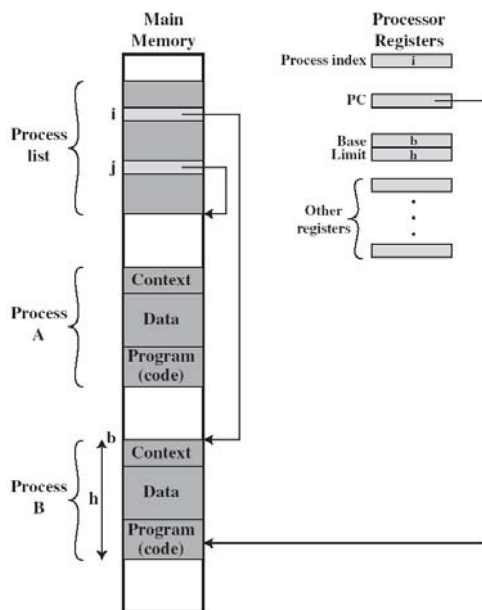 Main
Memory
Processor
Registers
Process index
i
PC
Base
b
Limit
h
Other
registers
Process
list
i
j
Process
A
Context
Data
Program
(code)
Process
B
b
h
Context
Data
Program
(code)